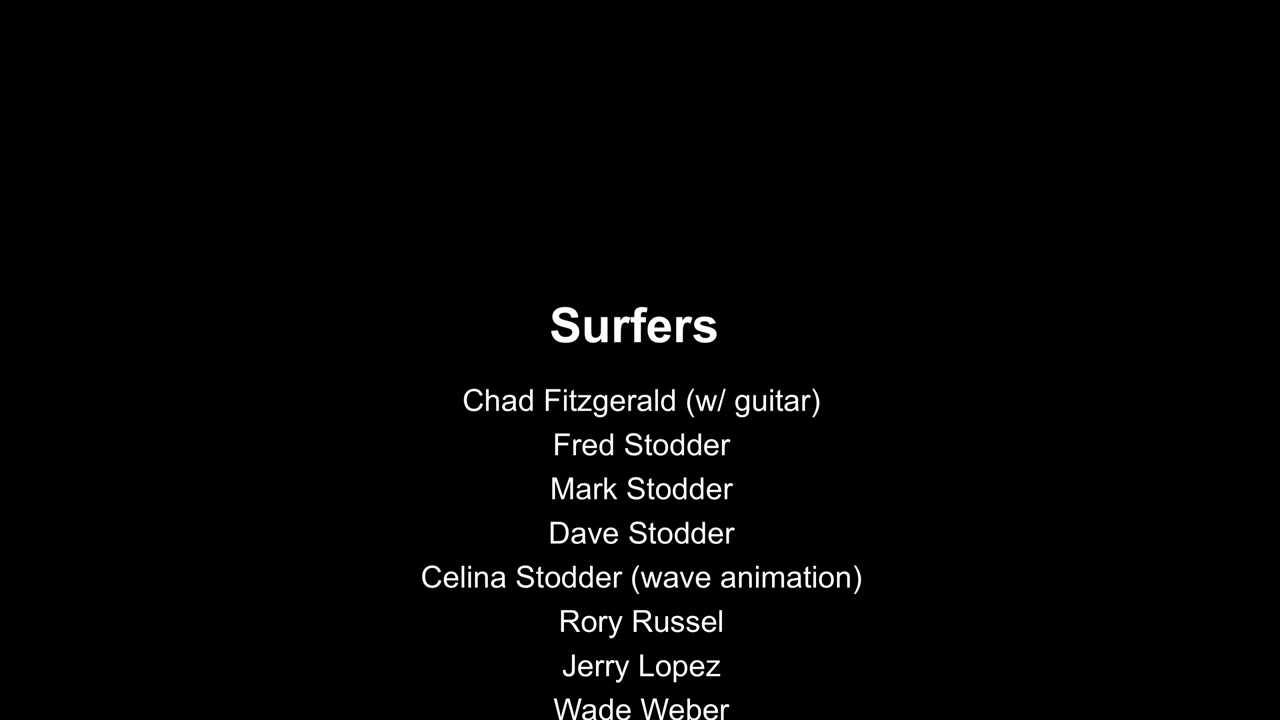 Surfers
Chad Fitzgerald (w/ guitar)
Fred Stodder
Mark Stodder
Dave Stodder
Celina Stodder (wave animation)
Rory Russel
Jerry Lopez
Wade Weber